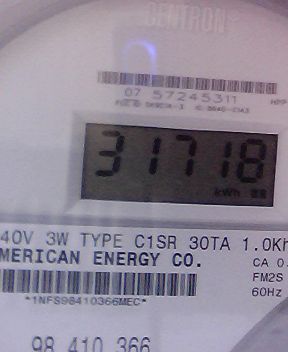 CENTRON®
07 57245311
31718
kWh
40V 3W TYPE C1SR 30TA 1.0Kh
MERICAN ENERGY CO.
CA 0.
FM2S
60Hz
*1NFS98410366MEC*
98 410 366